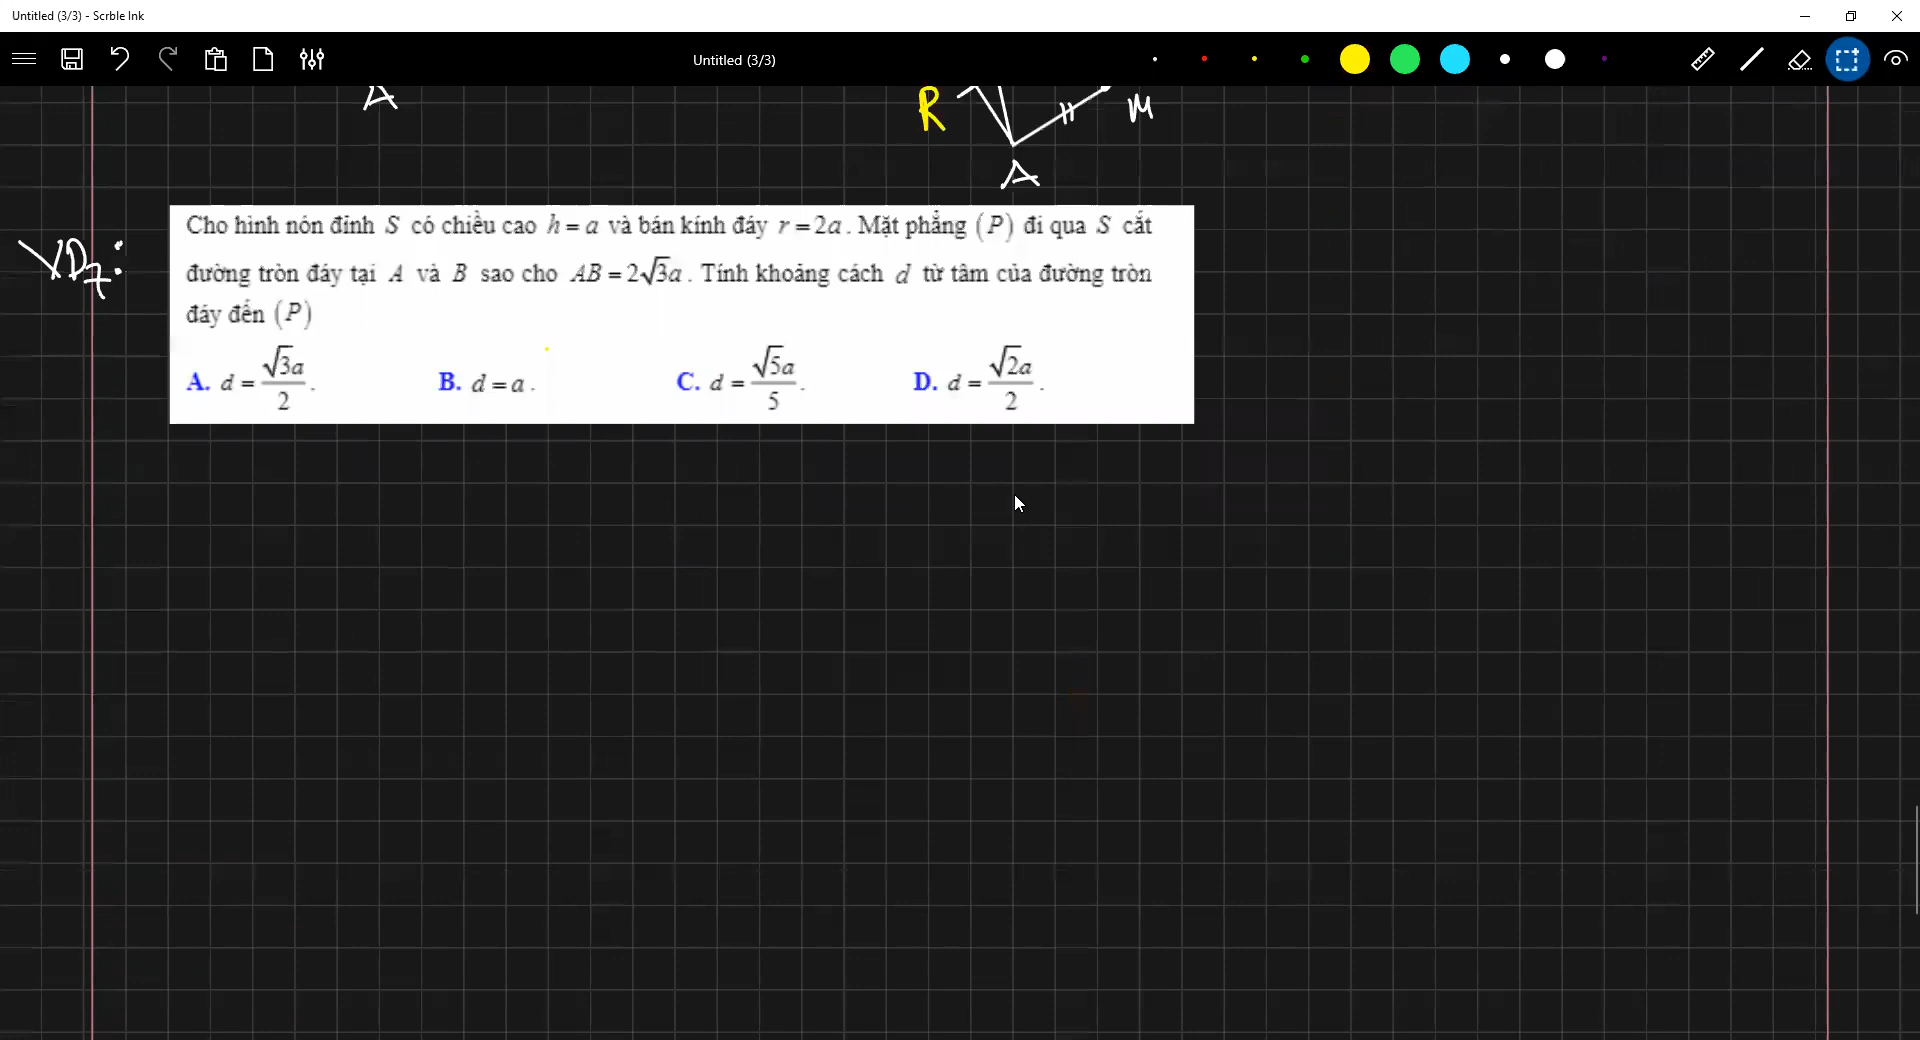 Untitled (3/3) - Scrble Ink
Untitled (3/3)
A
R
M
A
VD7:
Cho hình nón đỉnh S có chiều cao h = a và bán kính đáy r = 2a. Mặt phẳng (P) đi qua S cắt
đường tròn đáy tại A và B sao cho AB = 2√3a. Tính khoảng cách d từ tâm của đường tròn
đáy đến (P)
A. d = √3a/2. B. d = a. C. d = √5a/5. D. d = √2a/2.